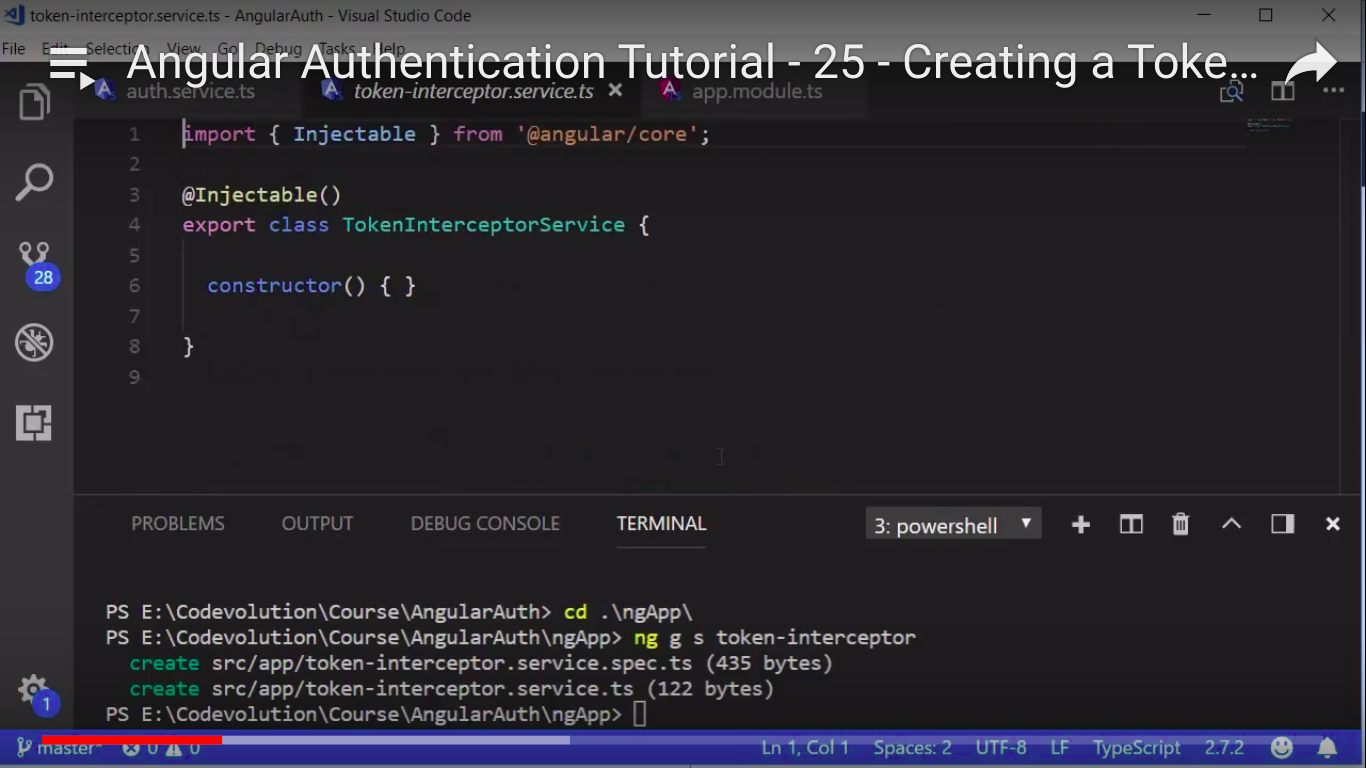 token-interceptor.service.ts - AngularAuth - Visual Studio Code
File Edit Selection View Go Debug Tasks Help
Angular Authentication Tutorial - 25 - Creating a Toke...
auth.service.ts token-interceptor.service.ts app.module.ts
1 import { Injectable } from '@angular/core';
2
3 @Injectable()
4 export class TokenInterceptorService {
5
6 constructor() { }
7
8 }
9
28
PROBLEMS OUTPUT DEBUG CONSOLE TERMINAL 3: powershell
PS E:\Codevolution\Course\AngularAuth> cd .\ngApp\
PS E:\Codevolution\Course\AngularAuth\ngApp> ng g s token-interceptor
create src/app/token-interceptor.service.spec.ts (435 bytes)
create src/app/token-interceptor.service.ts (122 bytes)
PS E:\Codevolution\Course\AngularAuth\ngApp>
1
master* 0 0 Ln 1, Col 1 Spaces: 2 UTF-8 LF TypeScript 2.7.2